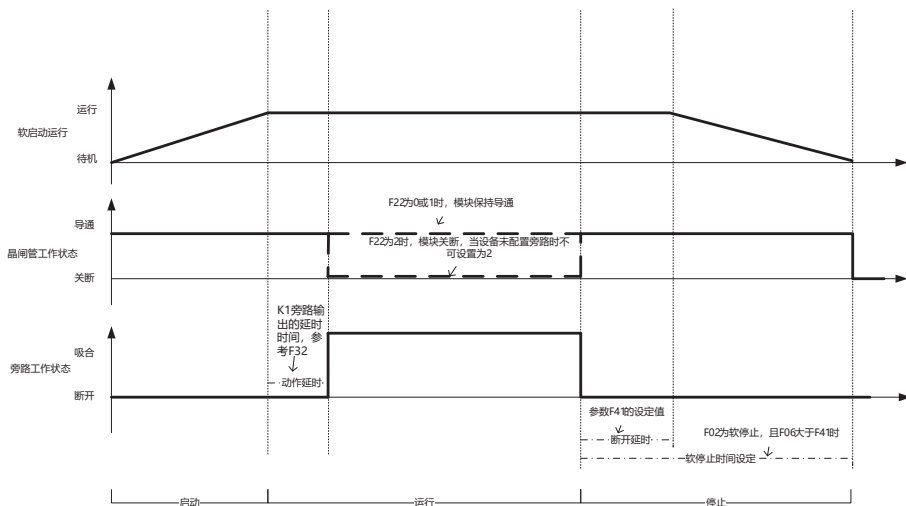 运行
软启动运行
待机
F22为0或1时，模块保持导通
导通
F22为2时，模块关断，当设备未配置旁路时不
可设置为2
晶闸管工作状态
关断
K1旁路输
出的延时
时间，参
考F32
吸合
旁路工作状态
动作延时
断开
参数F41的设定值
F02为软停止，且F06大于F41时
断开延时
软停止时间设定
启动
运行
停止